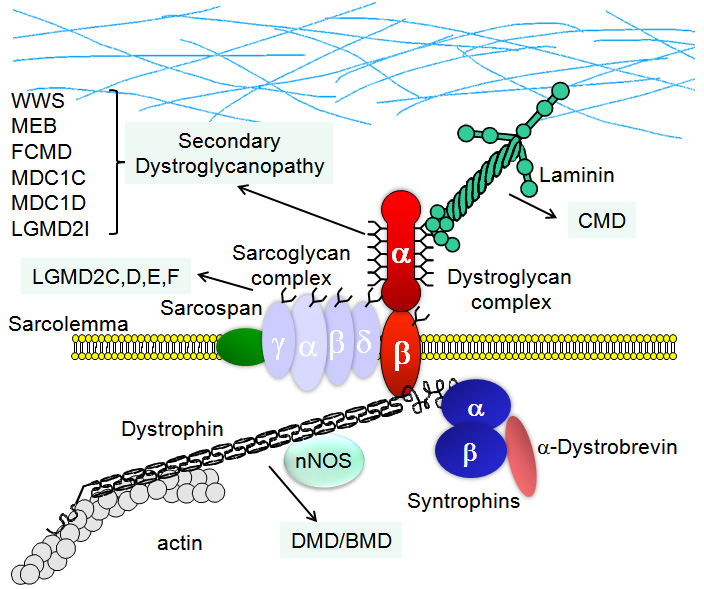 WWS
MEB
FCMD
MDC1C
MDC1D
LGMD2I
Secondary
Dystroglycanopathy
Laminin
CMD
α
Sarcoglycan
complex
LGMD2C,D,E,F
Dystroglycan
complex
Sarcospan
Sarcolemma
γ
α
β
δ
β
Dystrophin
nNOS
α
β
α-Dystrobrevin
Syntrophins
actin
DMD/BMD